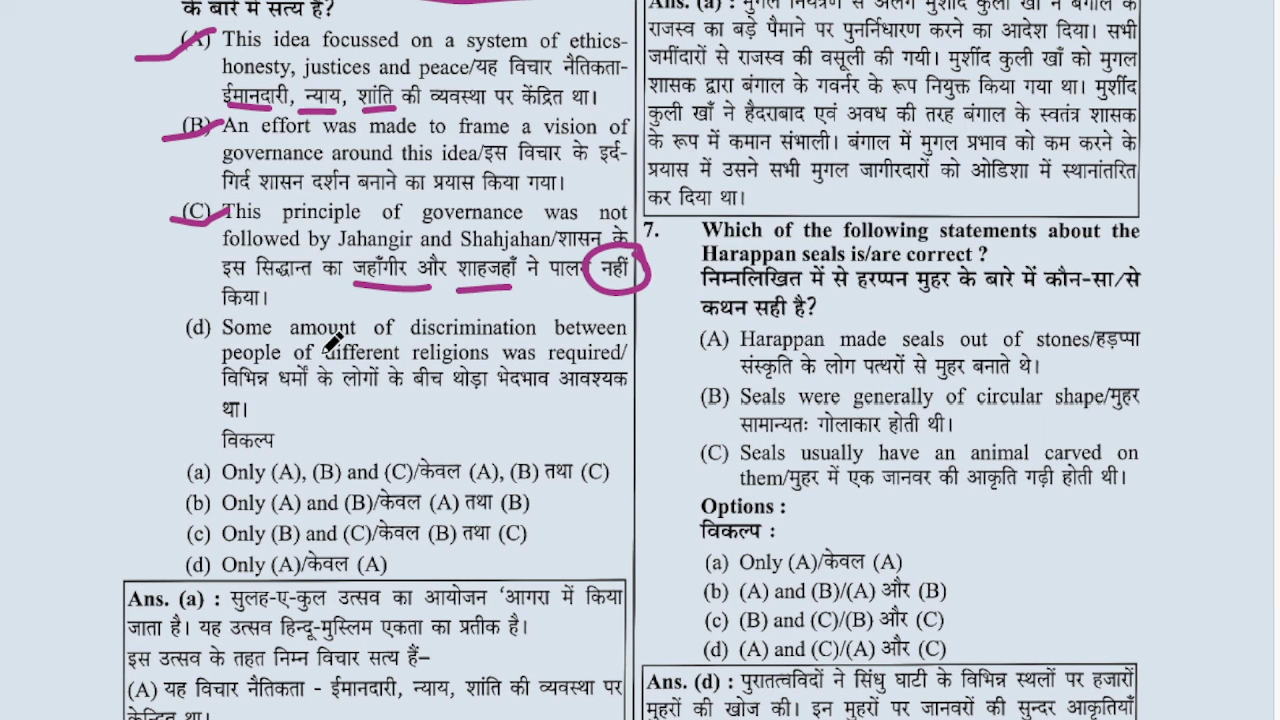 के बारे में सत्य है?
(A) This idea focussed on a system of ethics-
honesty, justices and peace/यह विचार नैतिकता-
ईमानदारी, न्याय, शांति की व्यवस्था पर केंद्रित था।
(B) An effort was made to frame a vision of
governance around this idea/इस विचार के इर्द-
गिर्द शासन दर्शन बनाने का प्रयास किया गया।
(C) This principle of governance was not
followed by Jahangir and Shahjahan/शासन के
इस सिद्धान्त का जहाँगीर और शाहजहाँ ने पालन नहीं
किया।
(d) Some amount of discrimination between
people of different religions was required/
विभिन्न धर्मों के लोगों के बीच थोड़ा भेदभाव आवश्यक
था।
विकल्प
(a) Only (A), (B) and (C)/केवल (A), (B) तथा (C)
(b) Only (A) and (B)/केवल (A) तथा (B)
(c) Only (B) and (C)/केवल (B) तथा (C)
(d) Only (A)/केवल (A)
Ans. (a) : सुलह-ए-कुल उत्सव का आयोजन ‘आगरा में किया
जाता है। यह उत्सव हिन्दू-मुस्लिम एकता का प्रतीक है।
इस उत्सव के तहत निम्न विचार सत्य हैं–
(A) यह विचार नैतिकता - ईमानदारी, न्याय, शांति की व्यवस्था पर
केन्द्रित था।
Ans. (a) : मुगल नियंत्रण से अलग मुर्शीद कुली खाँ ने बंगाल के
राजस्व का बड़े पैमाने पर पुनर्निधारण करने का आदेश दिया। सभी
जमींदारों से राजस्व की वसूली की गयी। मुर्शीद कुली खाँ को मुगल
शासक द्वारा बंगाल के गवर्नर के रूप नियुक्त किया गया था। मुर्शीद
कुली खाँ ने हैदराबाद एवं अवध की तरह बंगाल के स्वतंत्र शासक
के रूप में कमान संभाली। बंगाल में मुगल प्रभाव को कम करने के
प्रयास में उसने सभी मुगल जागीरदारों को ओडिशा में स्थानांतरित
कर दिया था।
7. Which of the following statements about the
Harappan seals is/are correct ?
निम्नलिखित में से हरप्पन मुहर के बारे में कौन-सा/से
कथन सही है?
(A) Harappan made seals out of stones/हड़प्पा
संस्कृति के लोग पत्थरों से मुहर बनाते थे।
(B) Seals were generally of circular shape/मुहर
सामान्यतः गोलाकार होती थी।
(C) Seals usually have an animal carved on
them/मुहर में एक जानवर की आकृति गढ़ी होती थी।
Options :
विकल्प :
(a) Only (A)/केवल (A)
(b) (A) and (B)/(A) और (B)
(c) (B) and (C)/(B) और (C)
(d) (A) and (C)/(A) और (C)
Ans. (d) : पुरातत्वविदों ने सिंधु घाटी के विभिन्न स्थलों पर हजारों
मुहरों की खोज की। इन मुहरों पर जानवरों की सुन्दर आकृतियाँ